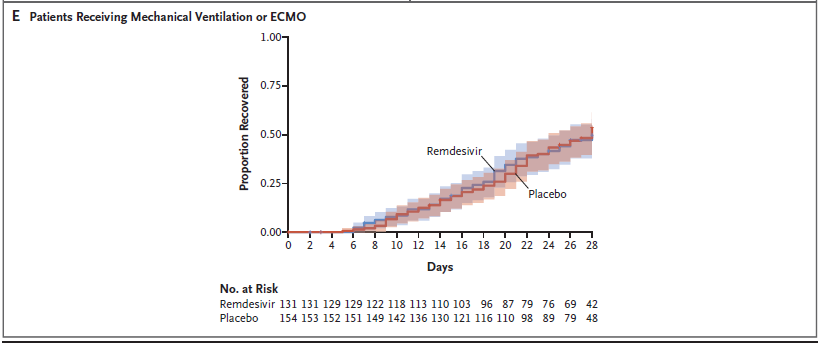 E Patients Receiving Mechanical Ventilation or ECMO
1.00
0.75
0.50
0.25
0.00
Proportion Recovered
Remdesivir
Placebo
0 2 4 6 8 10 12 14 16 18 20 22 24 26 28
Days
No. at Risk
Remdesivir 131 131 129 129 122 118 113 110 103 96 87 79 76 69 42
Placebo 154 153 152 151 149 142 136 130 121 116 110 98 89 79 48